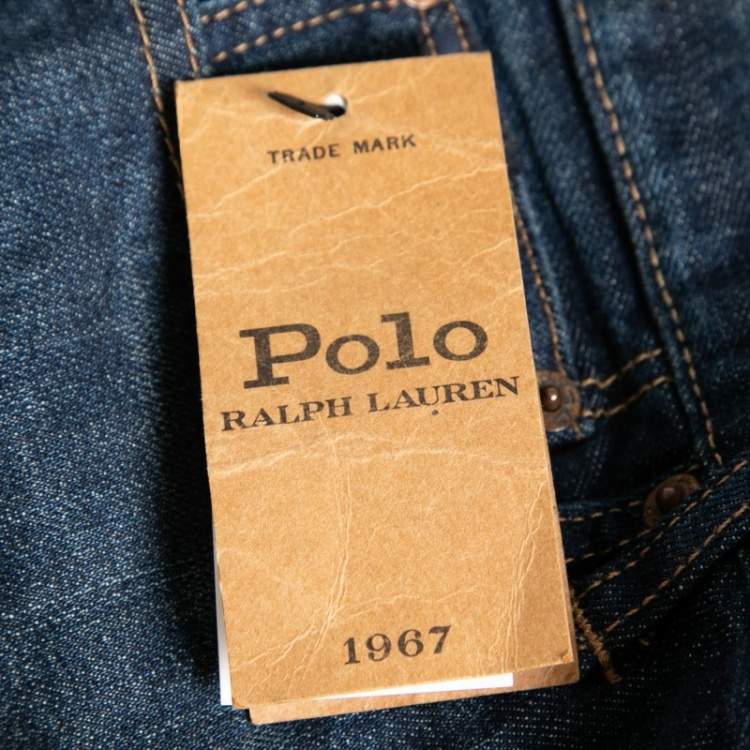 TRADE MARK
Polo
RALPH LAUREN
1967